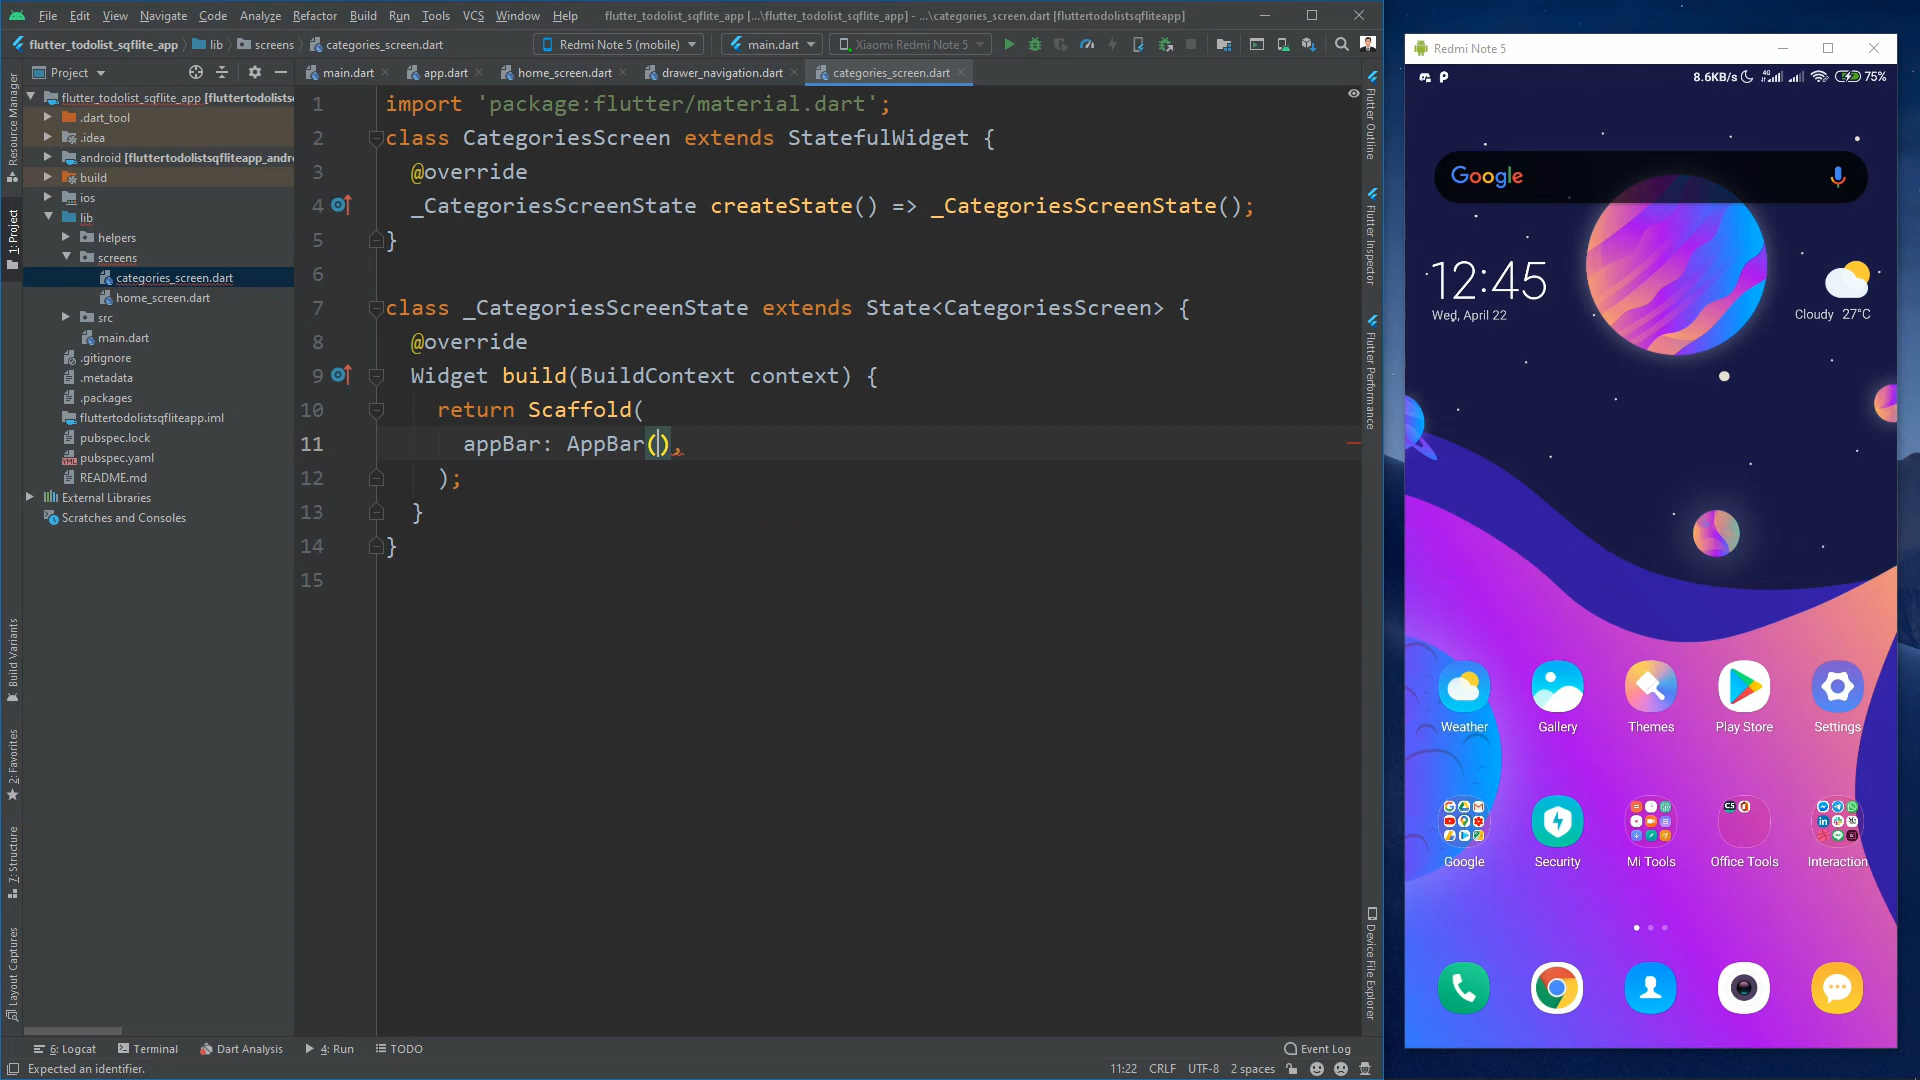 File Edit View Navigate Code Analyze Refactor Build Run Tools VCS Window Help flutter_todolist_sqflite_app [...\flutter_todolist_sqflite_app] - ...\categories_screen.dart [fluttertodolistsqfliteapp]
flutter_todolist_sqflite_app lib screens categories_screen.dart Redmi Note 5 (mobile) main.dart Xiaomi Redmi Note 5
Project main.dart app.dart home_screen.dart drawer_navigation.dart categories_screen.dart
Resource Manager
1: Project
Build Variants
2: Favorites
7: Structure
Layout Captures
flutter_todolist_sqflite_app [fluttertodolists
.dart_tool
.idea
android [fluttertodolistsqfliteapp_andro
build
ios
lib
helpers
screens
categories_screen.dart
home_screen.dart
src
main.dart
.gitignore
.metadata
.packages
fluttertodolistsqfliteapp.iml
pubspec.lock
pubspec.yaml
README.md
External Libraries
Scratches and Consoles
1 import 'package:flutter/material.dart';
2 class CategoriesScreen extends StatefulWidget {
3 @override
4 _CategoriesScreenState createState() => _CategoriesScreenState();
5 }
6
7 class _CategoriesScreenState extends State<CategoriesScreen> {
8 @override
9 Widget build(BuildContext context) {
10 return Scaffold(
11 appBar: AppBar(),
12 );
13 }
14 }
15
Flutter Outline
Flutter Inspector
Flutter Performance
Device File Explorer
6: Logcat Terminal Dart Analysis 4: Run TODO Event Log
Expected an identifier. 11:22 CRLF UTF-8 2 spaces
Redmi Note 5
8.6KB/s 75%
Google
12:45
Wed, April 22
Cloudy 27°C
Weather Gallery Themes Play Store Settings
Google Security Mi Tools Office Tools Interaction